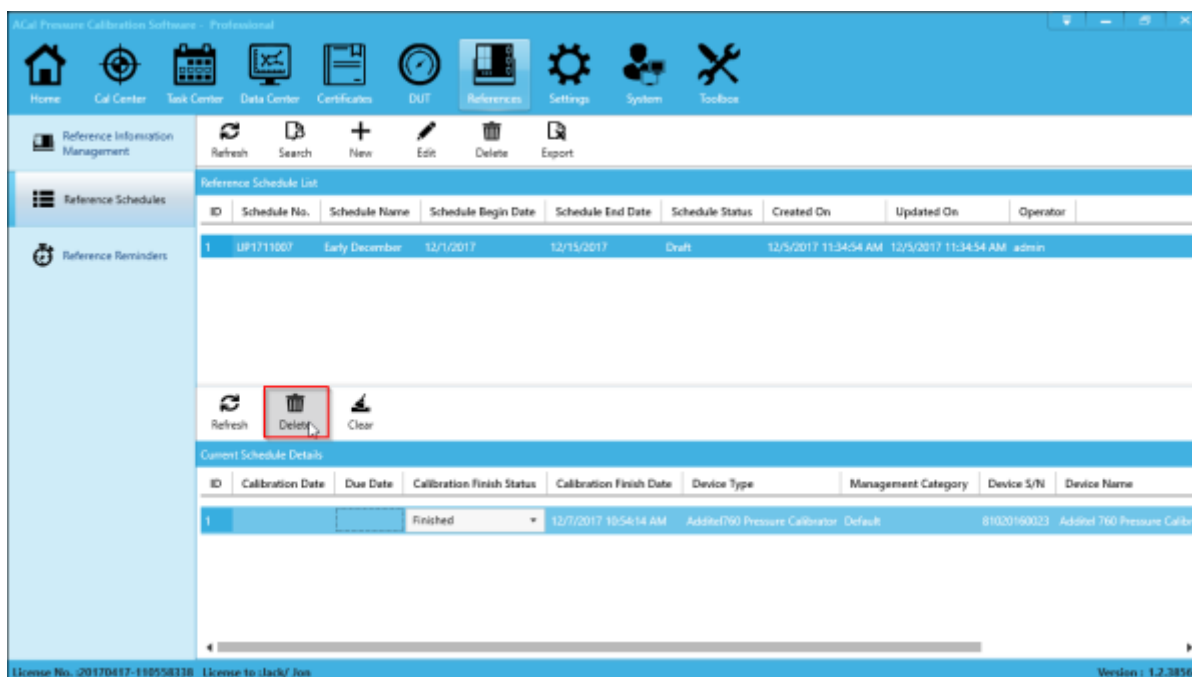 ACal Pressure Calibration Software - Professional
Home Cal Center Task Center Data Center Certificates DUT References Settings System Toolbox
Reference Information Management
Refresh Search New Edit Delete Export
Reference Schedule List
Reference Schedules
ID Schedule No. Schedule Name Schedule Begin Date Schedule End Date Schedule Status Created On Updated On Operator
1 UP1711007 Early December 12/1/2017 12/15/2017 Draft 12/5/2017 11:34:54 AM 12/5/2017 11:34:54 AM admin
Reference Reminders
Refresh Delete Clear
Current Schedule Details
ID Calibration Date Due Date Calibration Finish Status Calibration Finish Date Device Type Management Category Device S/N Device Name
1 Finished 12/7/2017 10:54:14 AM Additel760 Pressure Calibrator Default 81020160023 Additel 760 Pressure Calibr
License No. :20170417-110558338 License to :Jack/ Jon Version : 1.2.3856